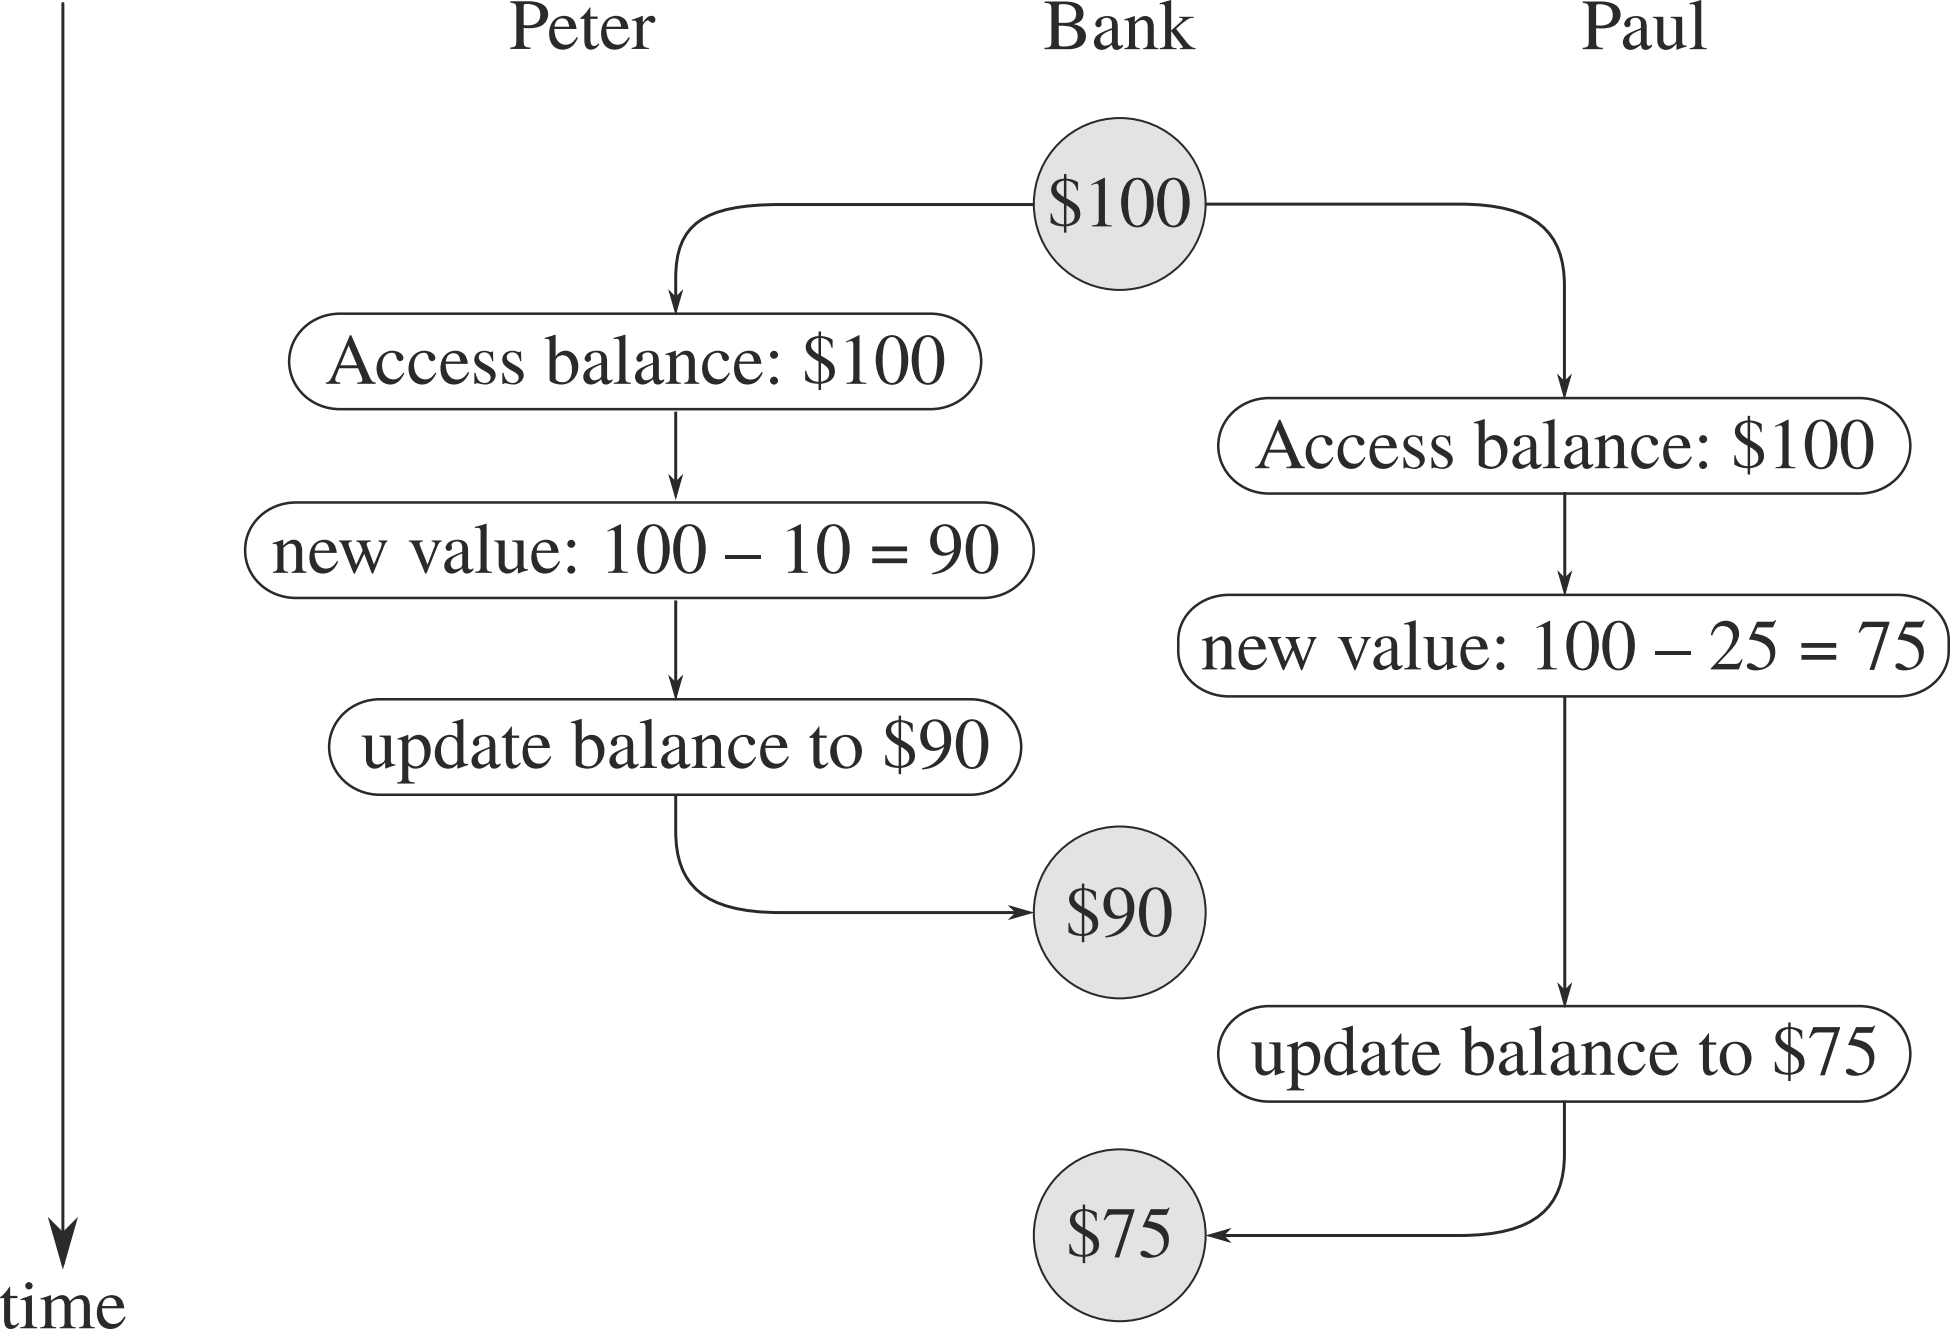 Peter Bank Paul
$100
Access balance: $100
Access balance: $100
new value: 100 – 10 = 90
new value: 100 – 25 = 75
update balance to $90
$90
update balance to $75
$75
time